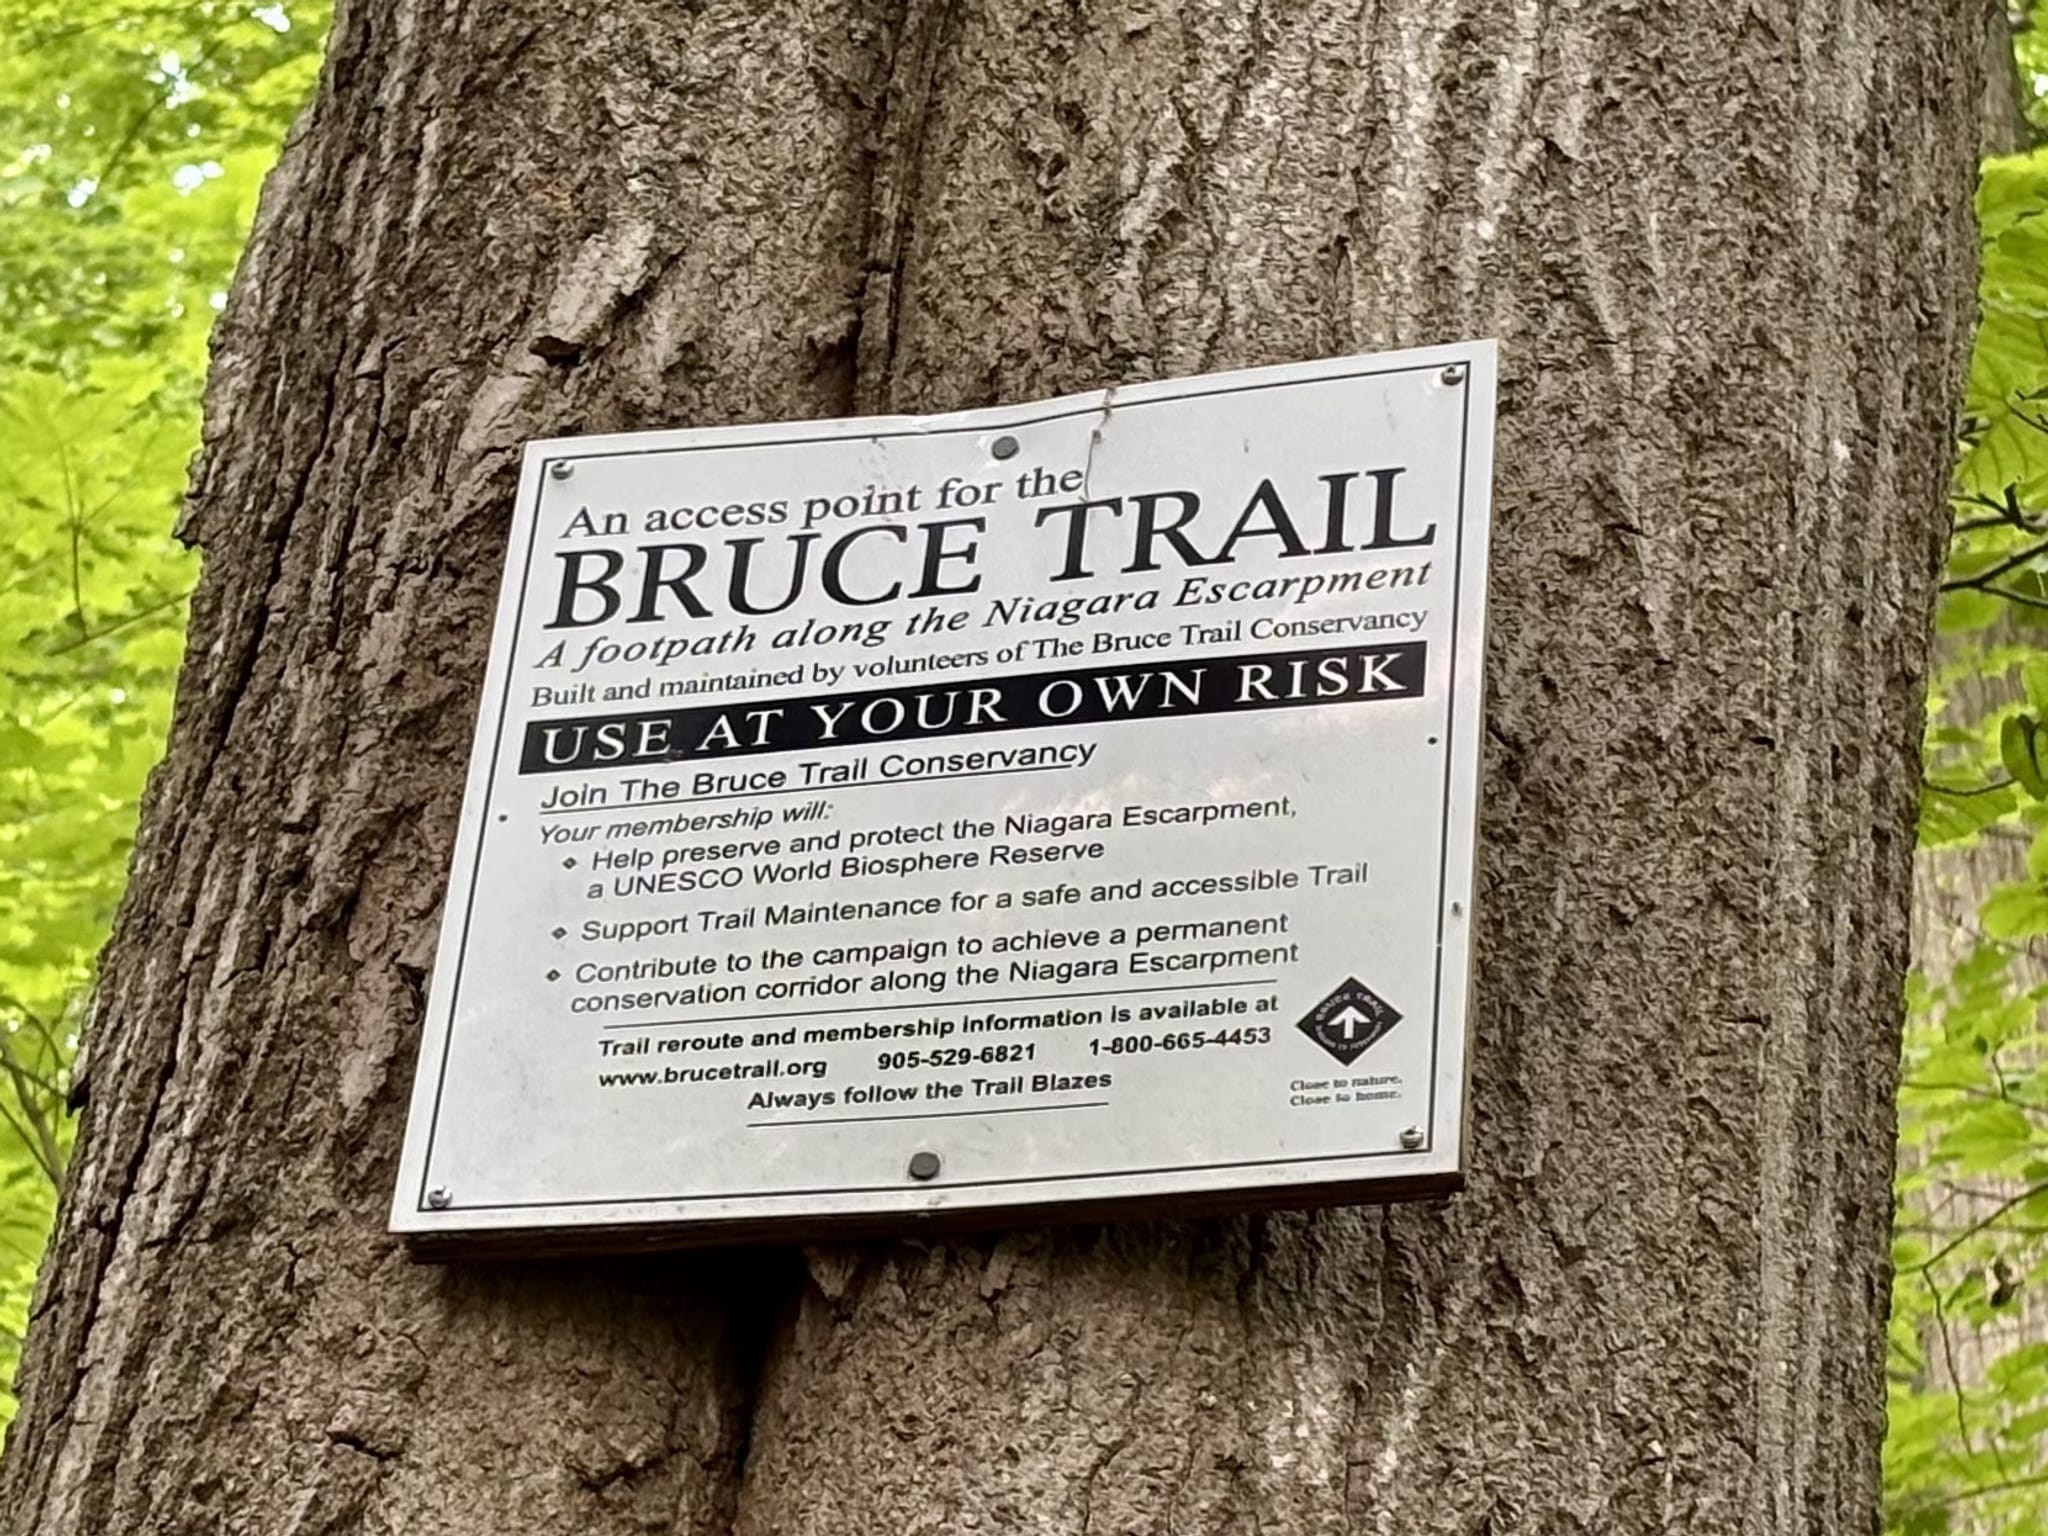 An access point for the
BRUCE TRAIL
A footpath along the Niagara Escarpment
Built and maintained by volunteers of The Bruce Trail Conservancy
USE AT YOUR OWN RISK
Join The Bruce Trail Conservancy
Your membership will:
Help preserve and protect the Niagara Escarpment,
a UNESCO World Biosphere Reserve
Support Trail Maintenance for a safe and accessible Trail
Contribute to the campaign to achieve a permanent
conservation corridor along the Niagara Escarpment
Trail reroute and membership information is available at
www.brucetrail.org 905-529-6821 1-800-665-4453
Always follow the Trail Blazes
BRUCE TRAIL
Close to nature.
Close to home.